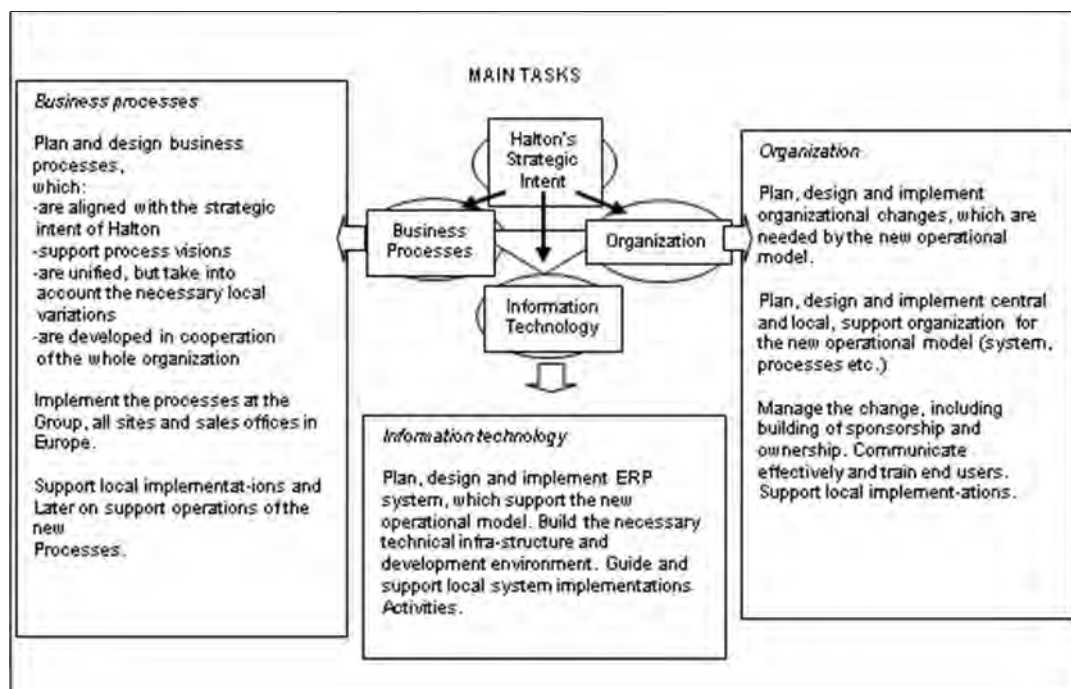 MAIN TASKS
Business processes
Plan and design business
processes,
which:
-are aligned with the strategic
intent of Halton
-support process visions
-are unified, but take into
account the necessary local
variations
-are developed in cooperation
of the whole organization
Implement the processes at the
Group, all sites and sales offices in
Europe.
Support local implementat-ions and
Later on support operations of the
new
Processes.
Halton's
Strategic
Intent
Business
Processes
Organization
Information
Technology
Information technology
Plan, design and implement ERP
system, which support the new
operational model. Build the necessary
technical infra-structure and
development environment. Guide and
support local system implementations
Activities.
Organization
Plan, design and implement
organizational changes, which are
needed by the new operational
model.
Plan, design and implement central
and local, support organization for
the new operational model (system,
processes etc.)
Manage the change, including
building of sponsorship and
ownership. Communicate
effectively and train end users.
Support local implement-ations.